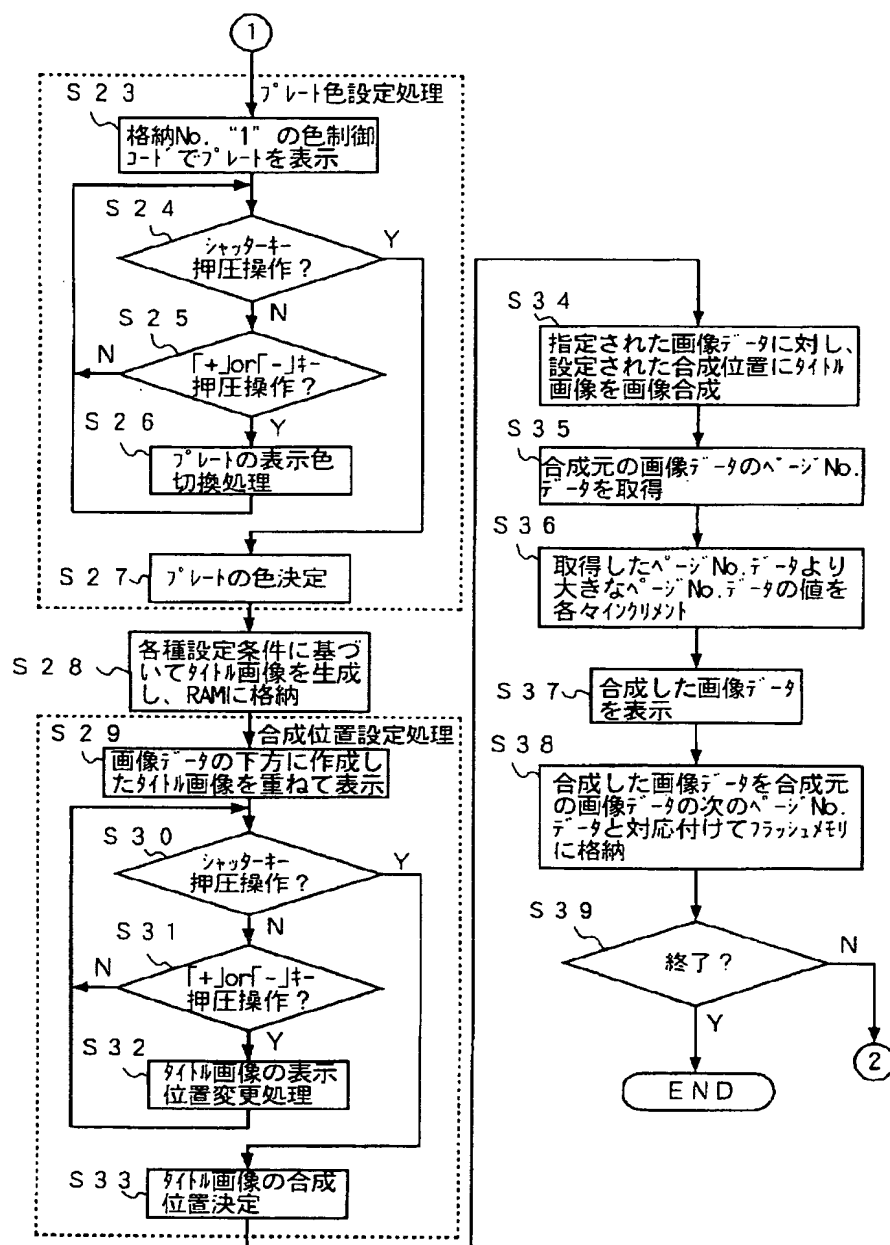 1
S23
プレート色設定処理
格納No. "1" の色制御
コードでプレートを表示
S24
シャッターキー
押圧操作?
Y
N
S25
「+」or「-」キー
押圧操作?
N
Y
S26
プレートの表示色
切換処理
S27
プレートの色決定
S28
各種設定条件に基づ
いてタイトル画像を生成
し、RAMに格納
S29
合成位置設定処理
画像データの下方に作成し
たタイトル画像を重ねて表示
S30
シャッターキー
押圧操作?
Y
N
S31
「+」or「-」キー
押圧操作?
N
Y
S32
タイトル画像の表示
位置変更処理
S33
タイトル画像の合成
位置決定
S34
指定された画像データに対し、
設定された合成位置にタイトル
画像を画像合成
S35
合成元の画像データのページNo.
データを取得
S36
取得したページNo.データより
大きなページNo.データの値を
各々インクリメント
S37
合成した画像データ
を表示
S38
合成した画像データを合成元
の画像データの次のページNo.
データと対応付けてフラッシュメモリ
に格納
S39
終了?
N
Y
2
END